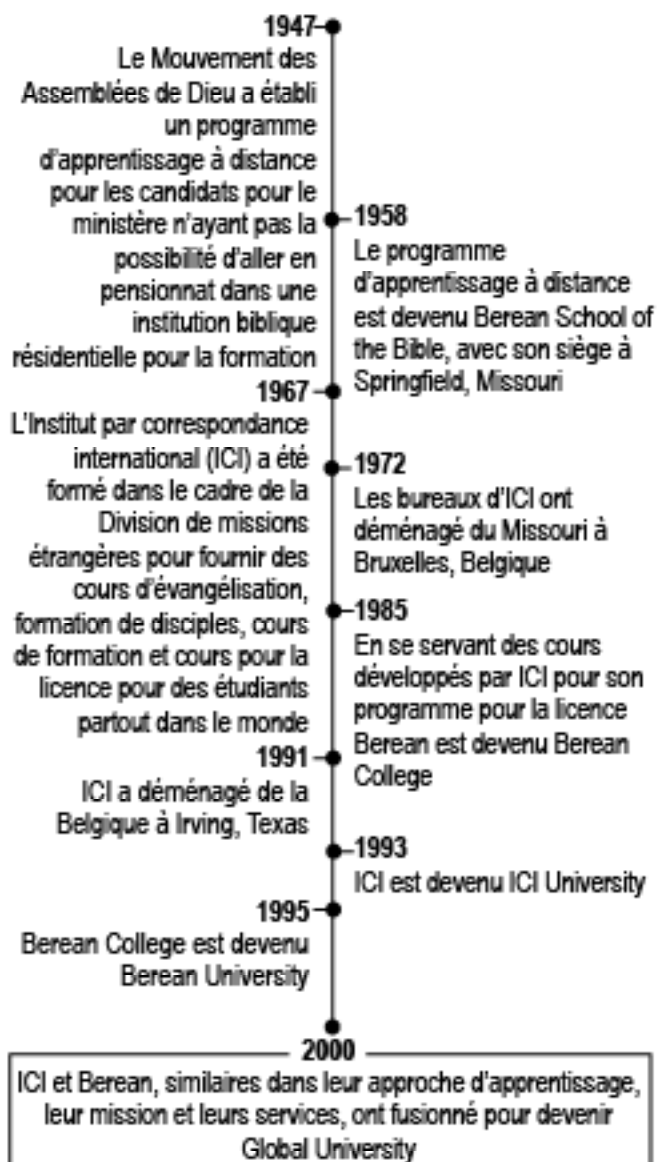 1947
Le Mouvement des
Assemblées de Dieu a établi
un programme
d'apprentissage à distance
pour les candidats pour le
ministère n'ayant pas la
possibilité d'aller en
pensionnat dans une
institution biblique
résidentielle pour la formation
1958
Le programme
d'apprentissage à distance
est devenu Berean School of
the Bible, avec son siège à
Springfield, Missouri
1967
L'Institut par correspondance
international (ICI) a été
formé dans le cadre de la
Division de missions
étrangères pour fournir des
cours d'évangélisation,
formation de disciples, cours
de formation et cours pour la
licence pour des étudiants
partout dans le monde
1972
Les bureaux d'ICI ont
déménagé du Missouri à
Bruxelles, Belgique
1985
En se servant des cours
développés par ICI pour son
programme pour la licence
Berean est devenu Berean
College
1991
ICI a déménagé de la
Belgique à Irving, Texas
1993
ICI est devenu ICI University
1995
Berean College est devenu
Berean University
2000
ICI et Berean, similaires dans leur approche d'apprentissage,
leur mission et leurs services, ont fusionné pour devenir
Global University